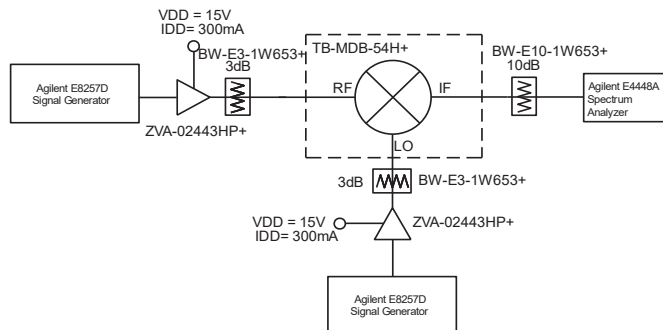 VDD = 15V
IDD= 300mA
BW-E3-1W653+
3dB
TB-MDB-54H+
BW-E10-1W653+
10dB
Agilent E8257D
Signal Generator
RF
IF
Agilent E4448A
Spectrum
Analyzer
ZVA-02443HP+
LO
3dB
BW-E3-1W653+
VDD = 15V
IDD= 300mA
ZVA-02443HP+
Agilent E8257D
Signal Generator